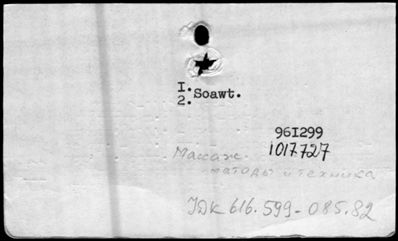 I. Soawt.
2.
96I299
1017727
Массаж.
методы и техника
УДК 616.599-085.82